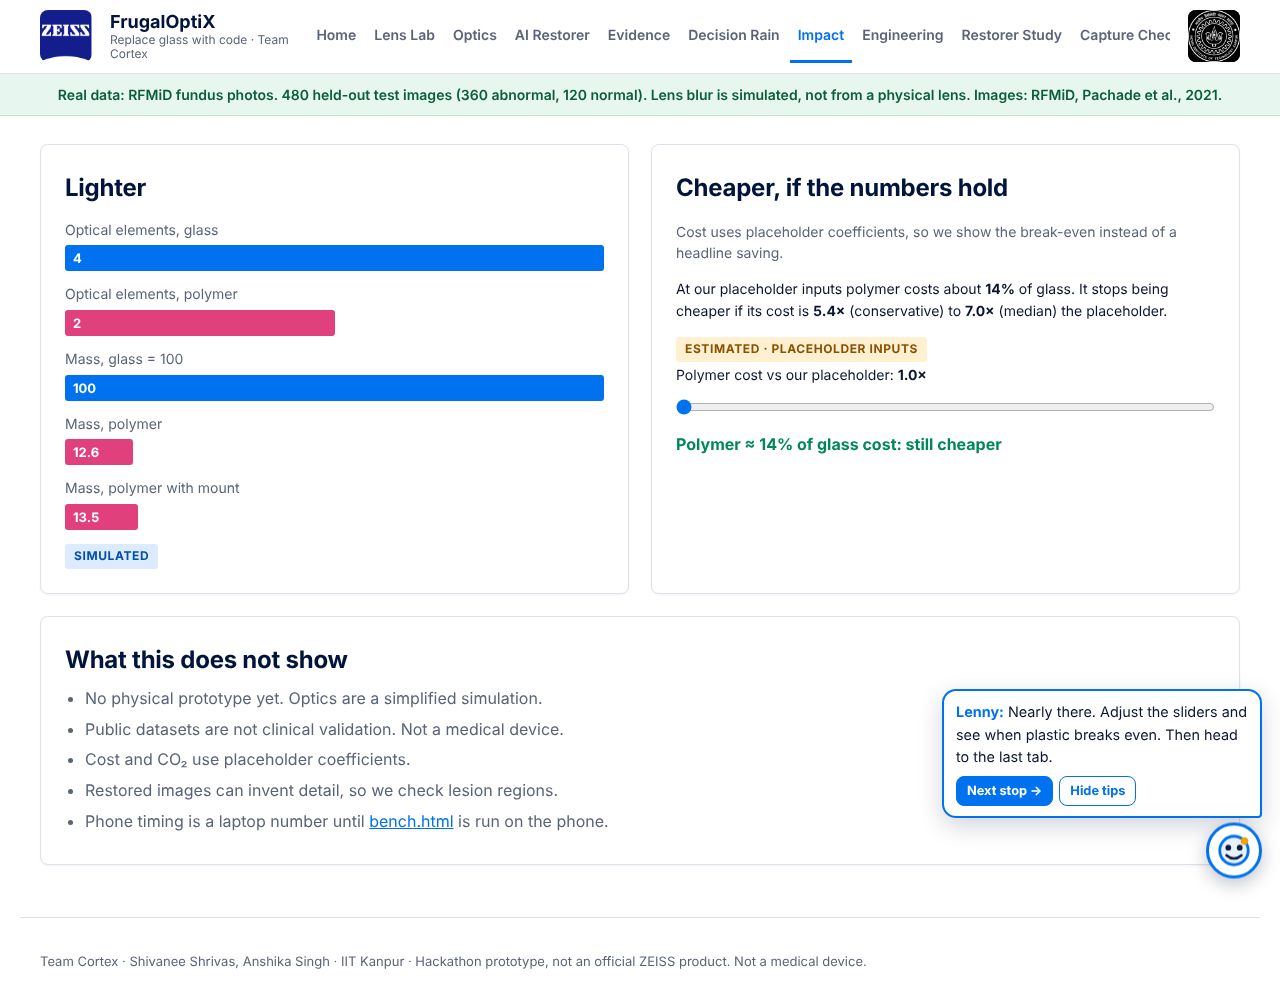 ZEISS
FrugalOptiX
Replace glass with code · Team
Cortex
Home Lens Lab Optics AI Restorer Evidence Decision Rain Impact Engineering Restorer Study Capture Chec
Real data: RFMiD fundus photos. 480 held-out test images (360 abnormal, 120 normal). Lens blur is simulated, not from a physical lens. Images: RFMiD, Pachade et al., 2021.
Lighter
Optical elements, glass
4
Optical elements, polymer
2
Mass, glass = 100
100
Mass, polymer
12.6
Mass, polymer with mount
13.5
SIMULATED
Cheaper, if the numbers hold
Cost uses placeholder coefficients, so we show the break-even instead of a
headline saving.
At our placeholder inputs polymer costs about 14% of glass. It stops being
cheaper if its cost is 5.4× (conservative) to 7.0× (median) the placeholder.
ESTIMATED · PLACEHOLDER INPUTS
Polymer cost vs our placeholder: 1.0×
Polymer ≈ 14% of glass cost: still cheaper
What this does not show
• No physical prototype yet. Optics are a simplified simulation.
• Public datasets are not clinical validation. Not a medical device.
• Cost and CO₂ use placeholder coefficients.
• Restored images can invent detail, so we check lesion regions.
• Phone timing is a laptop number until bench.html is run on the phone.
Lenny: Nearly there. Adjust the sliders and
see when plastic breaks even. Then head
to the last tab.
Next stop → Hide tips
Team Cortex · Shivanee Shrivas, Anshika Singh · IIT Kanpur · Hackathon prototype, not an official ZEISS product. Not a medical device.